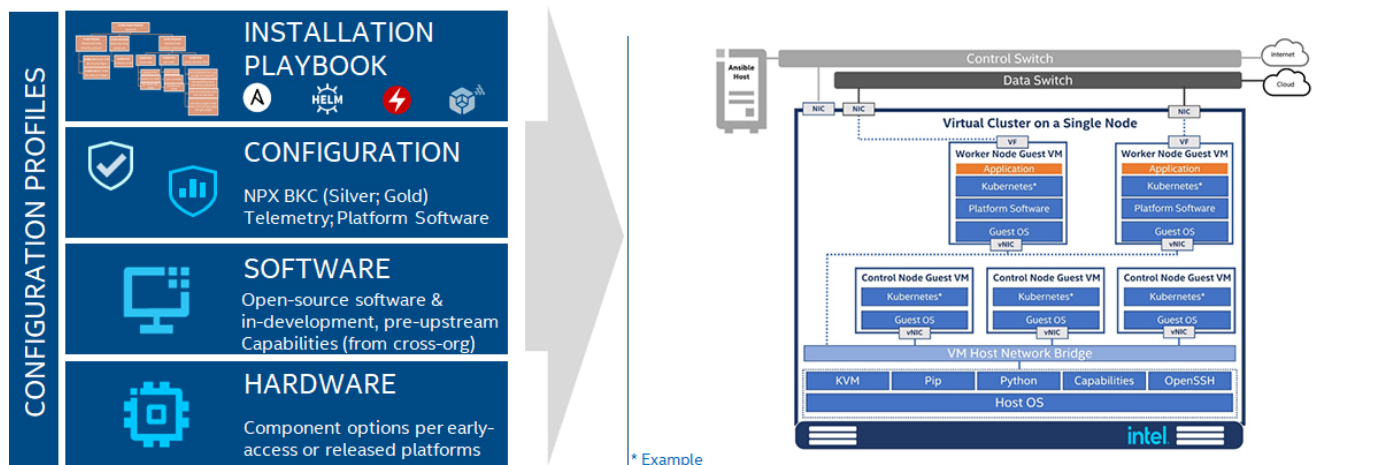 CONFIGURATION PROFILES
INSTALLATION
PLAYBOOK
A
HELM
CONFIGURATION
NPX BKC (Silver; Gold)
Telemetry; Platform Software
SOFTWARE
Open-source software &
in-development, pre-upstream
Capabilities (from cross-org)
HARDWARE
Component options per early-
access or released platforms
Ansible
Host
Control Switch
Internet
Data Switch
Cloud
NIC
NIC
NIC
Virtual Cluster on a Single Node
VF
VF
Worker Node Guest VM
Application
Kubernetes*
Platform Software
Guest OS
vNIC
Worker Node Guest VM
Application
Kubernetes*
Platform Software
Guest OS
vNIC
Control Node Guest VM
Kubernetes*
Guest OS
vNIC
Control Node Guest VM
Kubernetes*
Guest OS
vNIC
Control Node Guest VM
Kubernetes*
Guest OS
vNIC
VM Host Network Bridge
KVM
Pip
Python
Capabilities
OpenSSH
Host OS
intel.
* Example